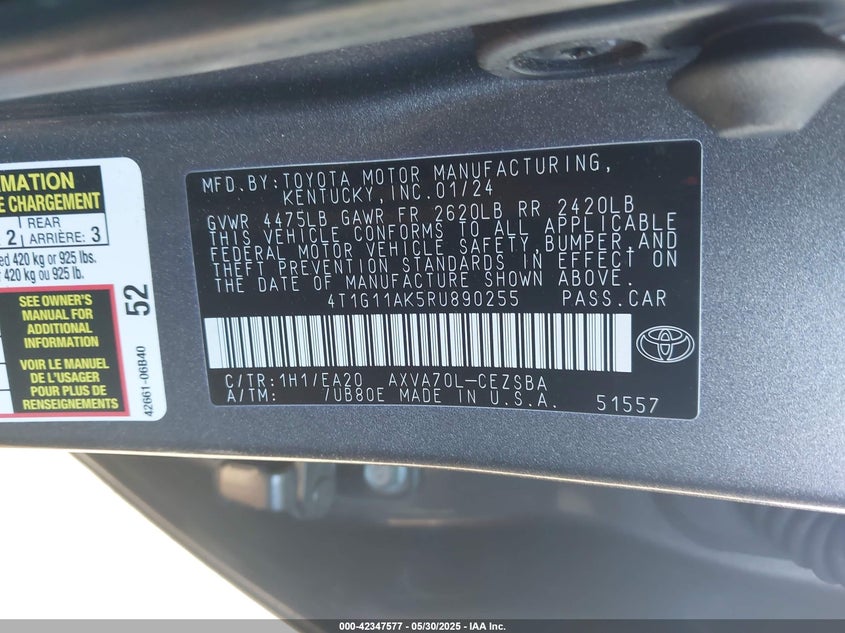 RMATION
E CHARGEMENT
REAR
2 ARRIÈRE: 3
ed 420 kg or 925 lbs.
420 kg ou 925 lb.
SEE OWNER'S
MANUAL FOR
ADDITIONAL
INFORMATION
VOIR LE MANUEL
DE L'USAGER
POUR PLUS DE
RENSEIGNEMENTS
52
42661-06B40
MFD.BY:TOYOTA MOTOR MANUFACTURING,
KENTUCKY,INC.01/24
GVWR 4475LB GAWR FR 2620LB RR 2420LB
THIS VEHICLE CONFORMS TO ALL APPLICABLE
FEDERAL MOTOR VEHICLE SAFETY,BUMPER,AND
THEFT PREVENTION STANDARDS IN EFFECT ON
THE DATE OF MANUFACTURE SHOWN ABOVE.
4T1G11AK5RU890255 PASS.CAR
C/TR:1H1/EA20 AXVA70L-CEZSBA
A/TM: 7UB80E MADE IN U.S.A. 51557
000-42347577 - 05/30/2025 - IAA Inc.